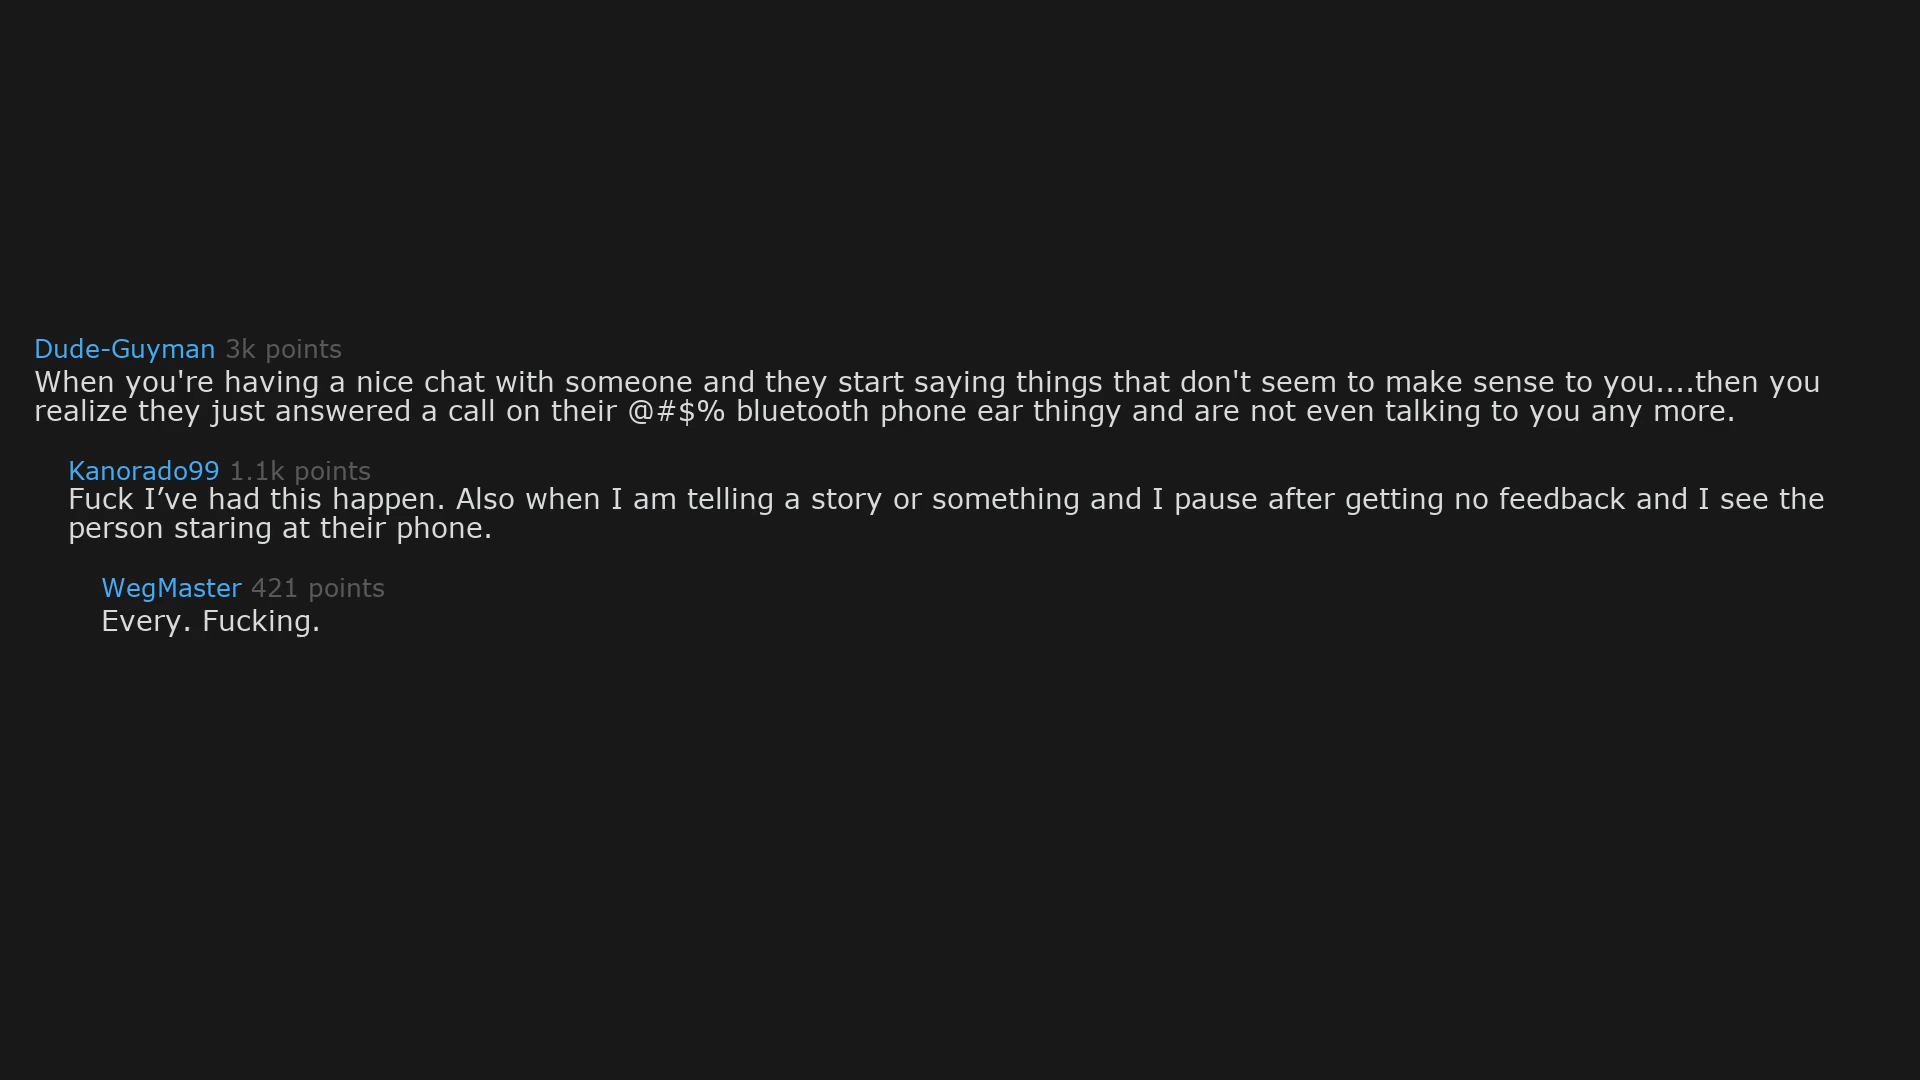 Dude-Guyman 3k points
When you're having a nice chat with someone and they start saying things that don't seem to make sense to you....then you
realize they just answered a call on their @#$% bluetooth phone ear thingy and are not even talking to you any more.
Kanorado99 1.1k points
Fuck I’ve had this happen. Also when I am telling a story or something and I pause after getting no feedback and I see the
person staring at their phone.
WegMaster 421 points
Every. Fucking.